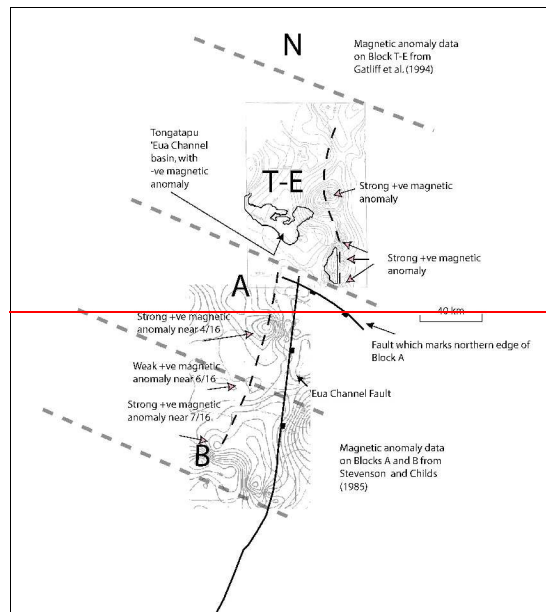 N
Magnetic anomaly data
on Block T-E from
Gatliff et al. (1994)
Tongatapu
'Eua Channel
basin, with
-ve magnetic
anomaly
T-E
Strong +ve magnetic
anomaly
Strong +ve magnetic
anomaly
A
40 km
Strong +ve magnetic
anomaly near 4/16
Fault which marks northern edge of
Block A
Weak +ve magnetic
anomaly near 6/16
'Eua Channel Fault
Strong +ve magnetic
anomaly near 7/16.
B
Magnetic anomaly data
on Blocks A and B from
Stevenson and Childs
(1985)